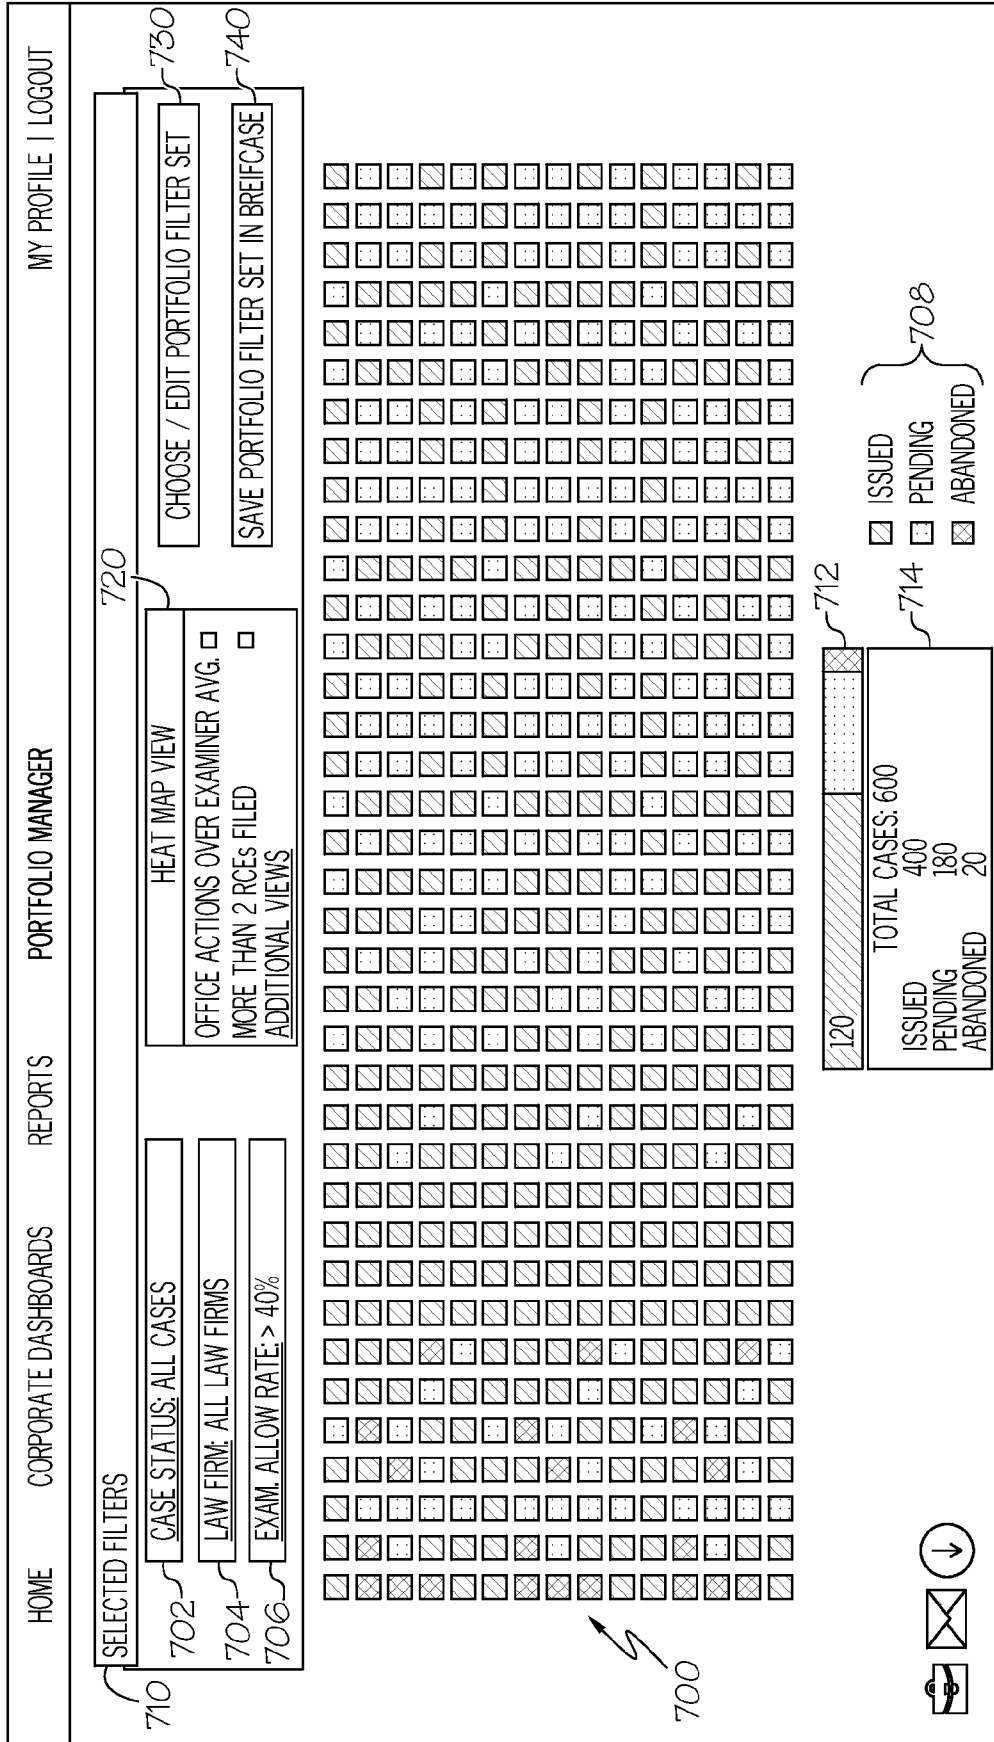 HOME CORPORATE DASHBOARDS REPORTS PORTFOLIO MANAGER MY PROFILE | LOGOUT
710
SELECTED FILTERS
702
CASE STATUS: ALL CASES
704
LAW FIRM: ALL LAW FIRMS
706
EXAM. ALLOW RATE: > 40%
720
HEAT MAP VIEW
OFFICE ACTIONS OVER EXAMINER AVG.
MORE THAN 2 RCEs FILED
ADDITIONAL VIEWS
CHOOSE / EDIT PORTFOLIO FILTER SET
730
SAVE PORTFOLIO FILTER SET IN BREIFCASE
740
700
120
712
TOTAL CASES: 600
ISSUED 400
PENDING 180
ABANDONED 20
714
ISSUED
PENDING
ABANDONED
708